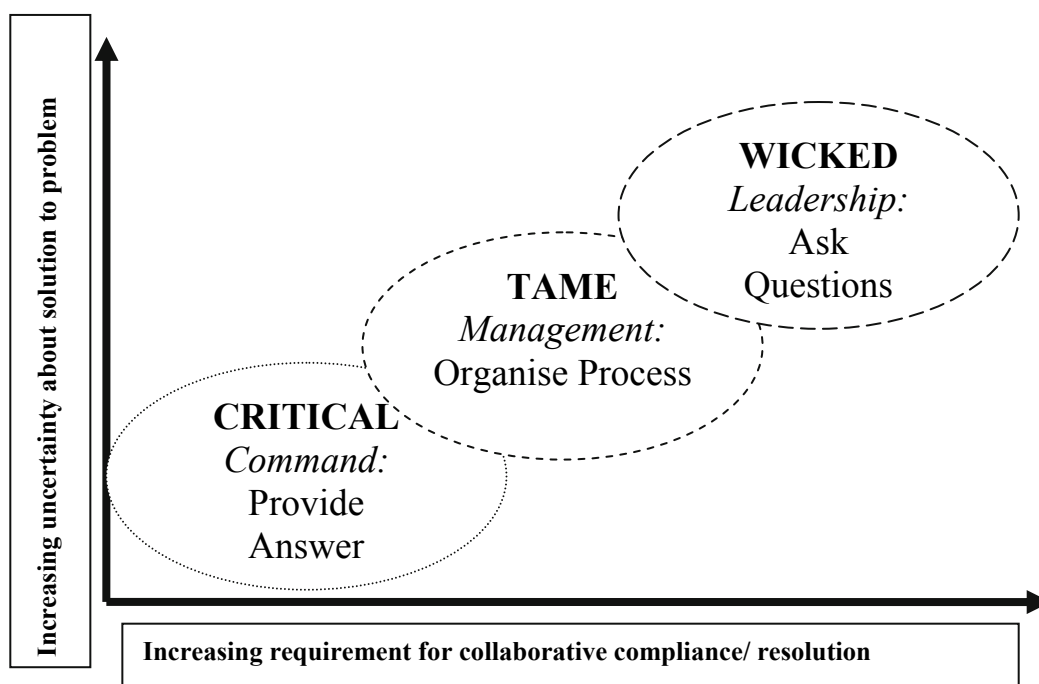 Increasing uncertainty about solution to problem
WICKED
Leadership:
Ask
Questions
TAME
Management:
Organise Process
CRITICAL
Command:
Provide
Answer
Increasing requirement for collaborative compliance/ resolution